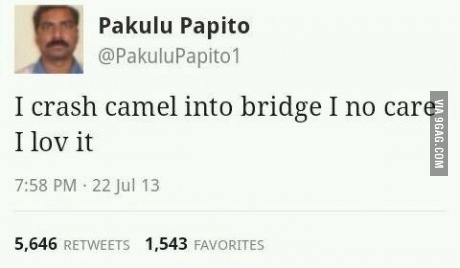 Pakulu Papito
@PakuluPapito1
I crash camel into bridge I no care
I lov it
7:58 PM · 22 Jul 13
5,646 RETWEETS 1,543 FAVORITES
VIA 9GAG.COM